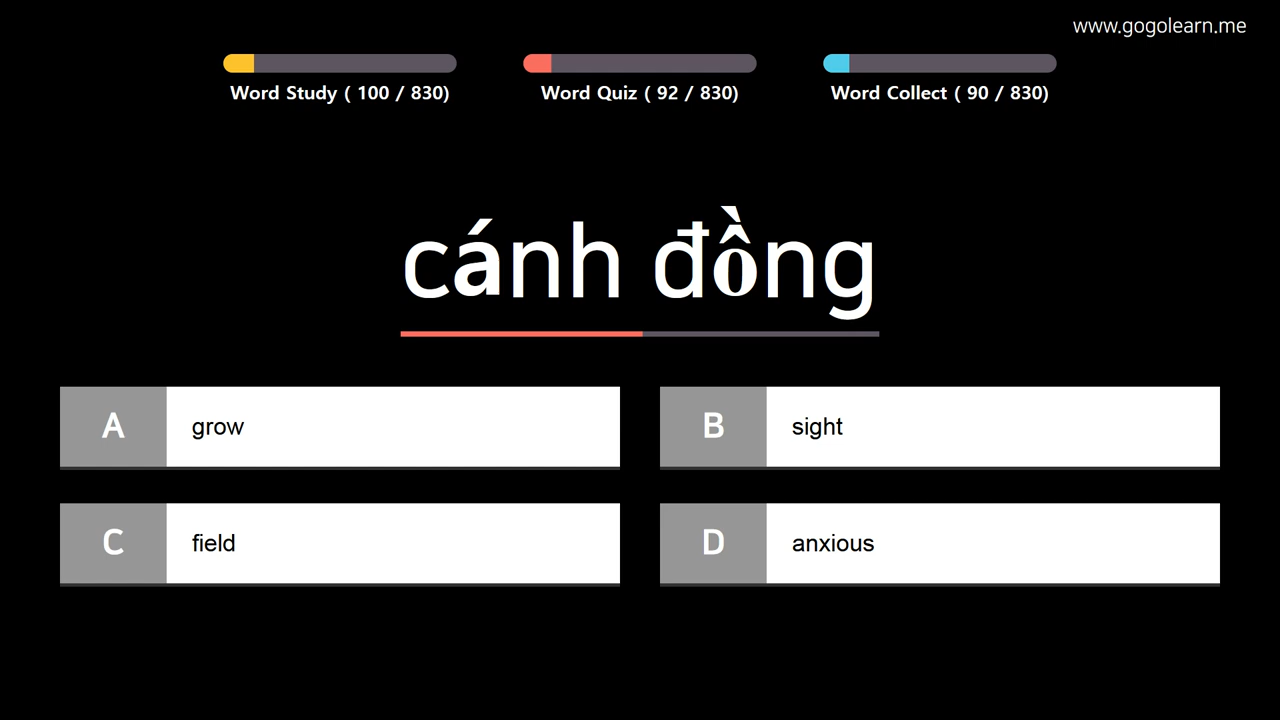 www.gogolearn.me
Word Study ( 100 / 830)
Word Quiz ( 92 / 830)
Word Collect ( 90 / 830)
cánh đồng
A grow
B sight
C field
D anxious